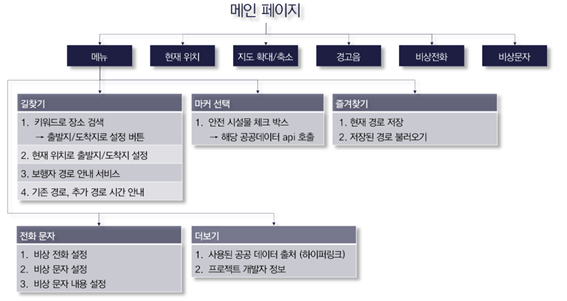 메인 페이지
메뉴
현재 위치
지도 확대/축소
경고음
비상전화
비상문자
길찾기
1. 키워드로 장소 검색
→ 출발지/도착지로 설정 버튼
2. 현재 위치로 출발지/도착지 설정
3. 보행자 경로 안내 서비스
4. 기존 경로, 추가 경로 시간 안내
마커 선택
1. 안전 시설물 체크 박스
→ 해당 공공데이터 api 호출
즐겨찾기
1. 현재 경로 저장
2. 저장된 경로 불러오기
전화 문자
1. 비상 전화 설정
2. 비상 문자 설정
3. 비상 문자 내용 설정
더보기
1. 사용된 공공 데이터 출처 (하이퍼링크)
2. 프로젝트 개발자 정보